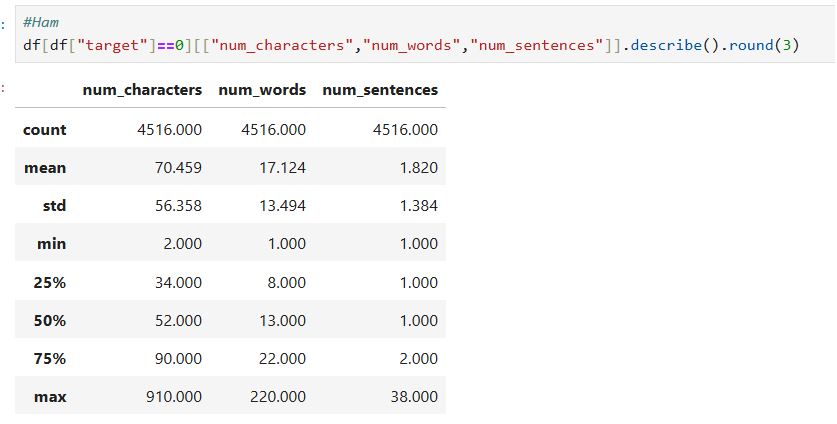 #Ham
df[df["target"]==0][["num_characters","num_words","num_sentences"]].describe().round(3)
num_characters num_words num_sentences
count 4516.000 4516.000 4516.000
mean 70.459 17.124 1.820
std 56.358 13.494 1.384
min 2.000 1.000 1.000
25% 34.000 8.000 1.000
50% 52.000 13.000 1.000
75% 90.000 22.000 2.000
max 910.000 220.000 38.000